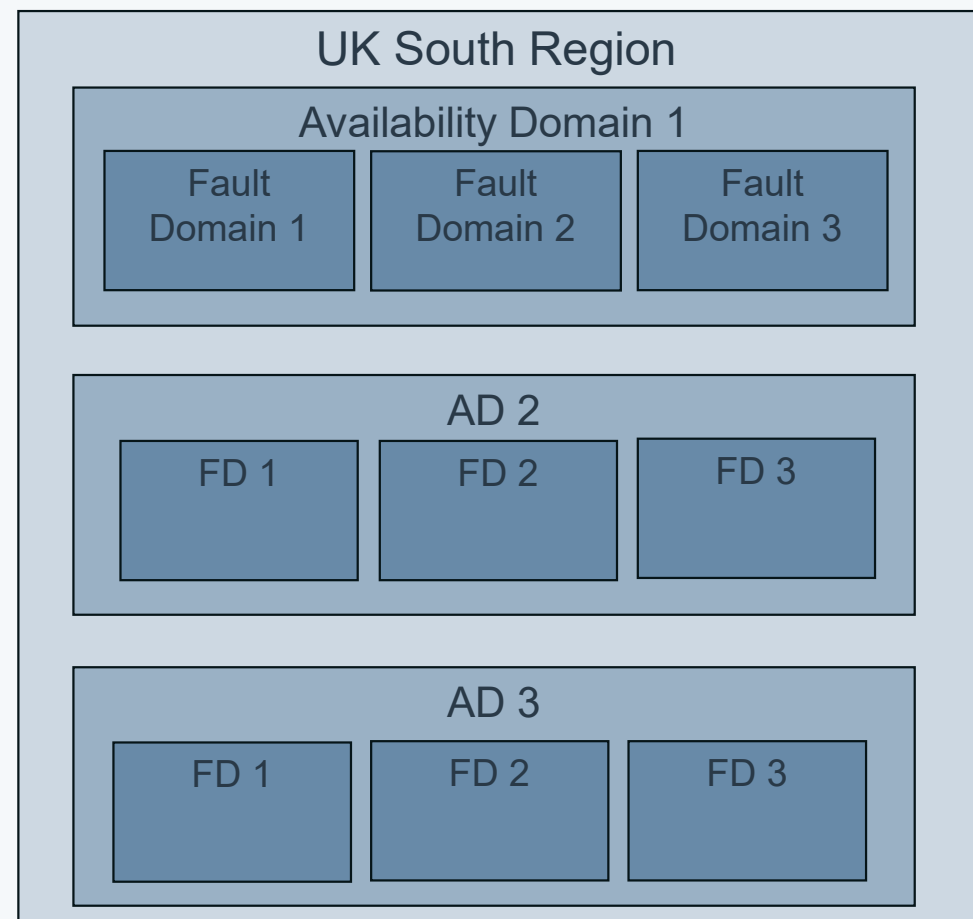 UK South Region
Availability Domain 1
Fault
Domain 1
Fault
Domain 2
Fault
Domain 3
AD 2
FD 1
FD 2
FD 3
AD 3
FD 1
FD 2
FD 3